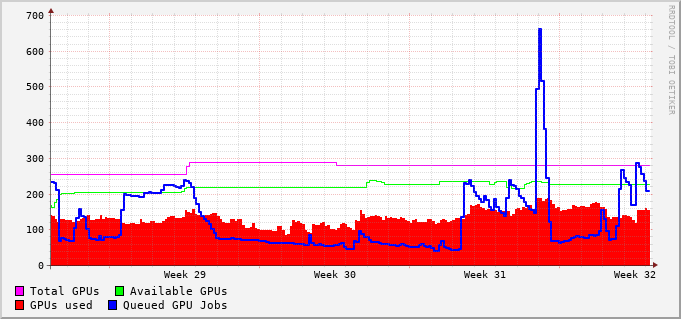 700
600
500
400
300
200
100
0
Week 29 Week 30 Week 31 Week 32
Total GPUs Available GPUs
GPUs used Queued GPU Jobs
RRDTOOL / TOBI OETIKER